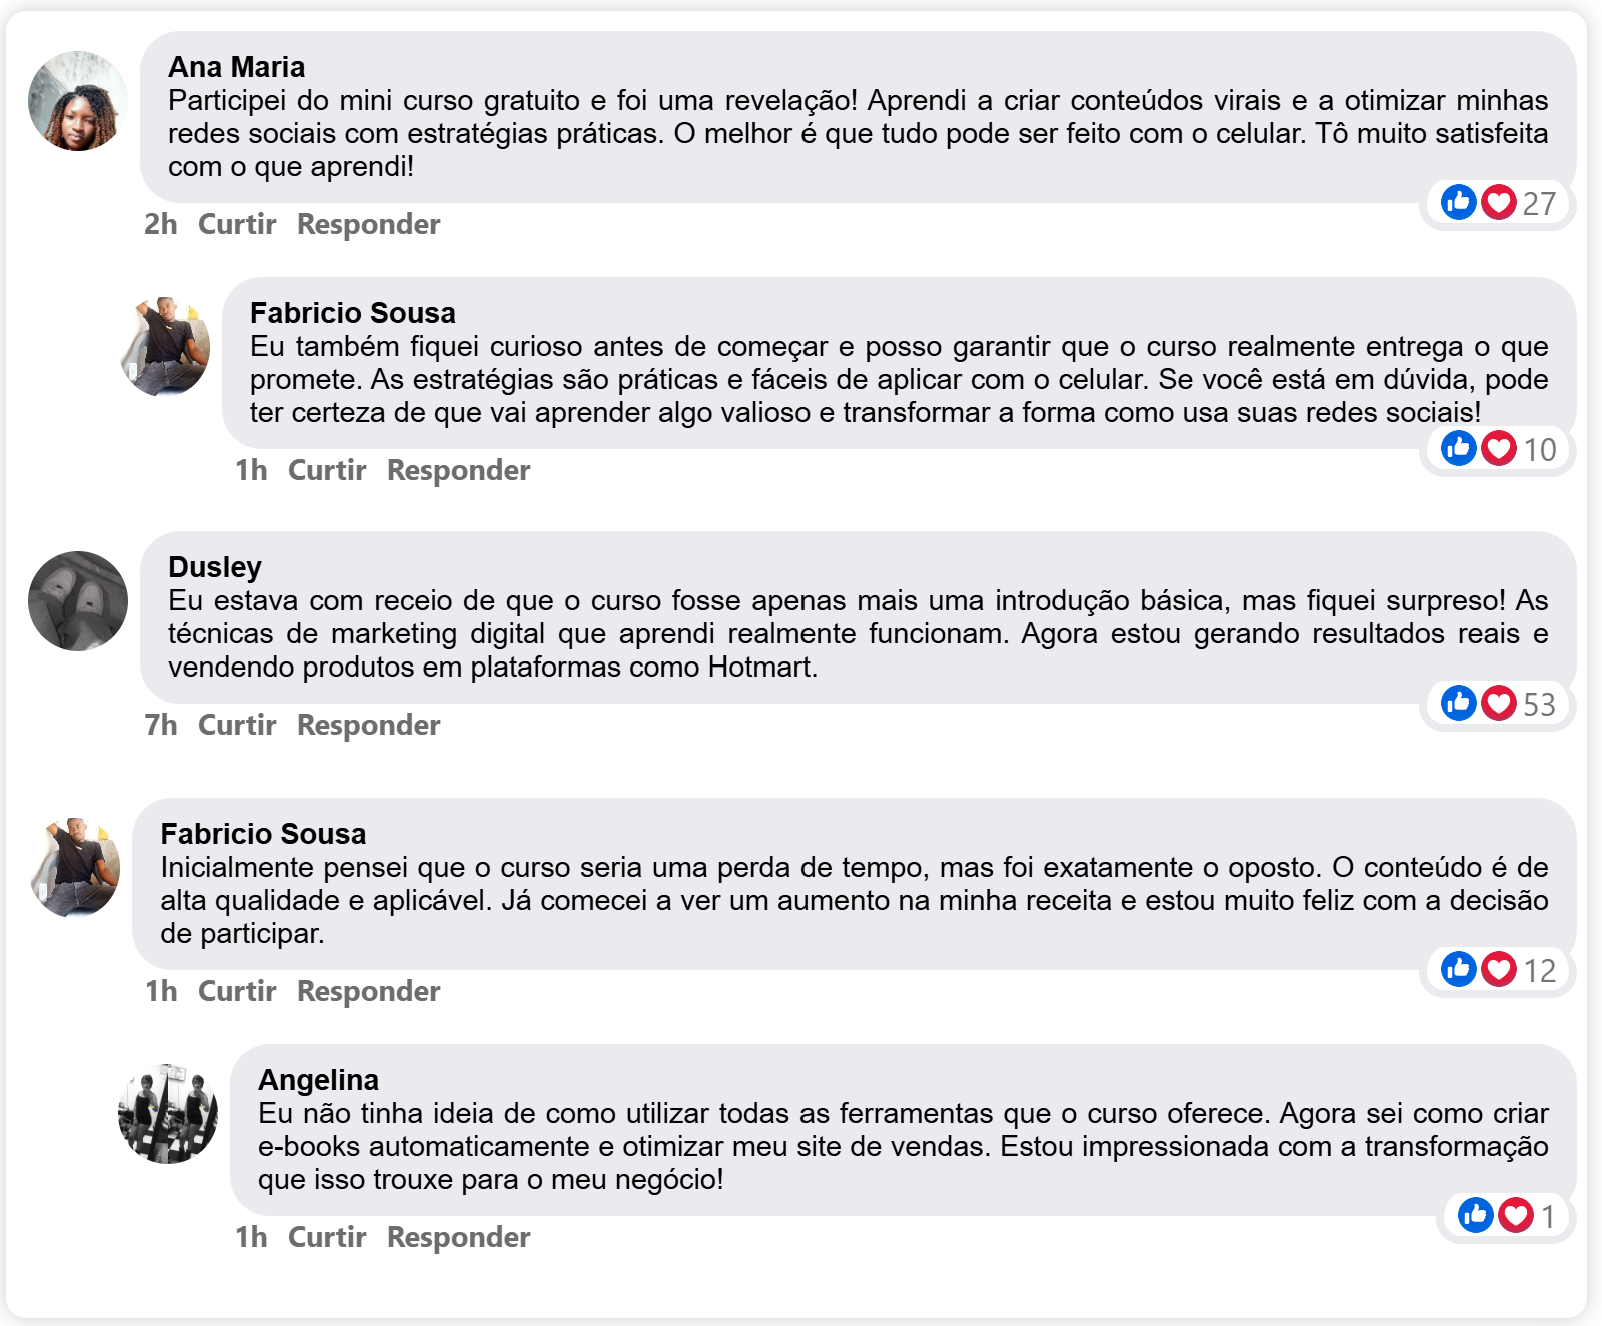 Ana Maria
Participei do mini curso gratuito e foi uma revelação! Aprendi a criar conteúdos virais e a otimizar minhas
redes sociais com estratégias práticas. O melhor é que tudo pode ser feito com o celular. Tô muito satisfeita
com o que aprendi!
27
2h Curtir Responder
Fabricio Sousa
Eu também fiquei curioso antes de começar e posso garantir que o curso realmente entrega o que
promete. As estratégias são práticas e fáceis de aplicar com o celular. Se você está em dúvida, pode
ter certeza de que vai aprender algo valioso e transformar a forma como usa suas redes sociais!
10
1h Curtir Responder
Dusley
Eu estava com receio de que o curso fosse apenas mais uma introdução básica, mas fiquei surpreso! As
técnicas de marketing digital que aprendi realmente funcionam. Agora estou gerando resultados reais e
vendendo produtos em plataformas como Hotmart.
53
7h Curtir Responder
Fabricio Sousa
Inicialmente pensei que o curso seria uma perda de tempo, mas foi exatamente o oposto. O conteúdo é de
alta qualidade e aplicável. Já comecei a ver um aumento na minha receita e estou muito feliz com a decisão
de participar.
12
1h Curtir Responder
Angelina
Eu não tinha ideia de como utilizar todas as ferramentas que o curso oferece. Agora sei como criar
e-books automaticamente e otimizar meu site de vendas. Estou impressionada com a transformação
que isso trouxe para o meu negócio!
1
1h Curtir Responder